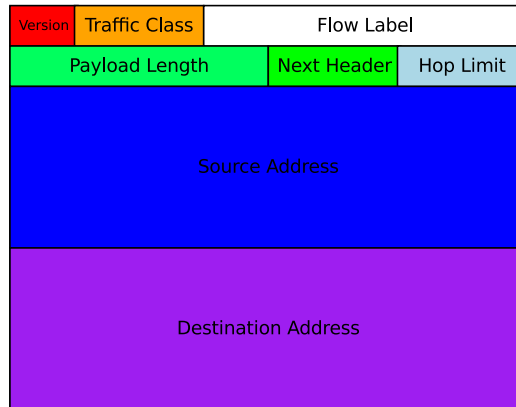 Version Traffic Class Flow Label
Payload Length Next Header Hop Limit
Source Address
Destination Address